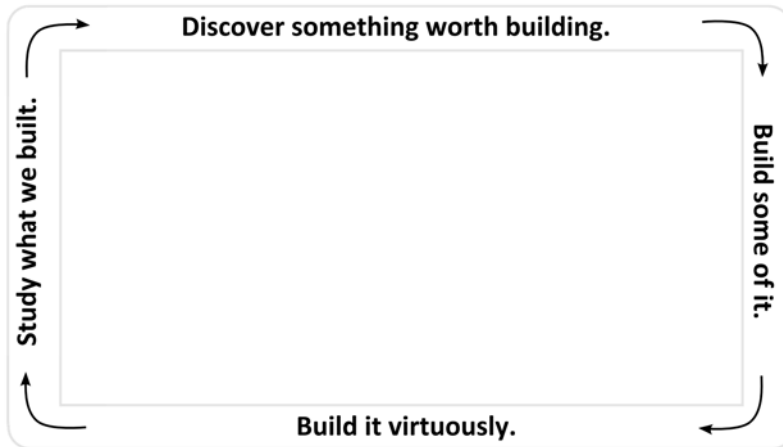 Discover something worth building.
Build some of it.
Build it virtuously.
Study what we built.